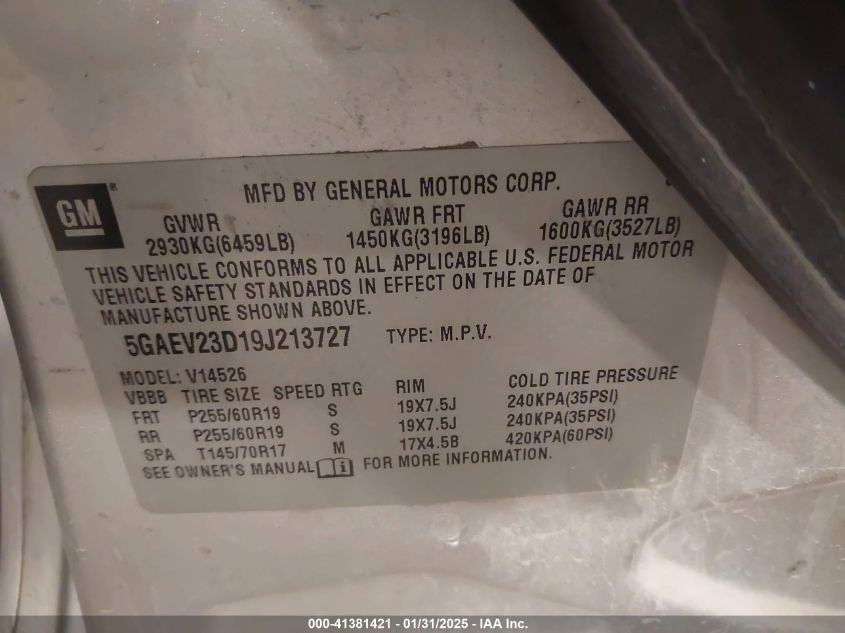 MFD BY GENERAL MOTORS CORP.
GM®
GVWR GAWR FRT GAWR RR
2930KG(6459LB) 1450KG(3196LB) 1600KG(3527LB)
THIS VEHICLE CONFORMS TO ALL APPLICABLE U.S. FEDERAL MOTOR
VEHICLE SAFETY STANDARDS IN EFFECT ON THE DATE OF
MANUFACTURE SHOWN ABOVE.
5GAEV23D19J213727 TYPE: M.P.V.
MODEL: V14526
VBBB TIRE SIZE SPEED RTG RIM COLD TIRE PRESSURE
FRT P255/60R19 S 19X7.5J 240KPA(35PSI)
RR P255/60R19 S 19X7.5J 240KPA(35PSI)
SPA T145/70R17 M 17X4.5B 420KPA(60PSI)
SEE OWNER'S MANUAL i FOR MORE INFORMATION.
000-41381421 - 01/31/2025 - IAA Inc.